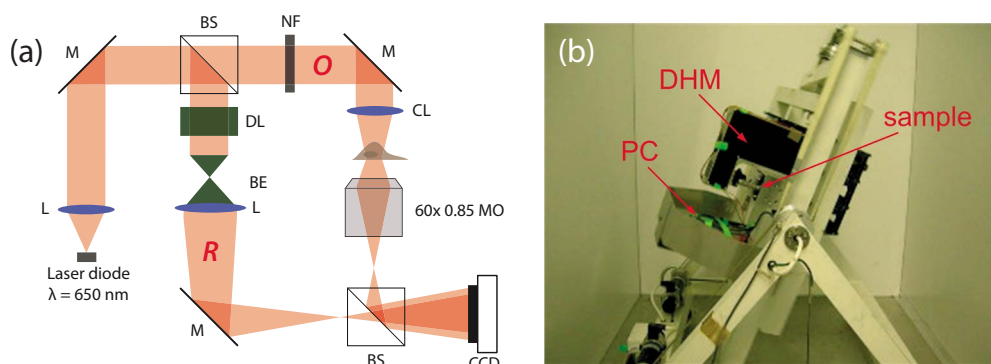 (a)
M
BS
NF
O
M
DL
CL
BE
L
L
60x 0.85 MO
R
Laser diode
λ = 650 nm
M
BS
CCD
(b)
DHM
sample
PC